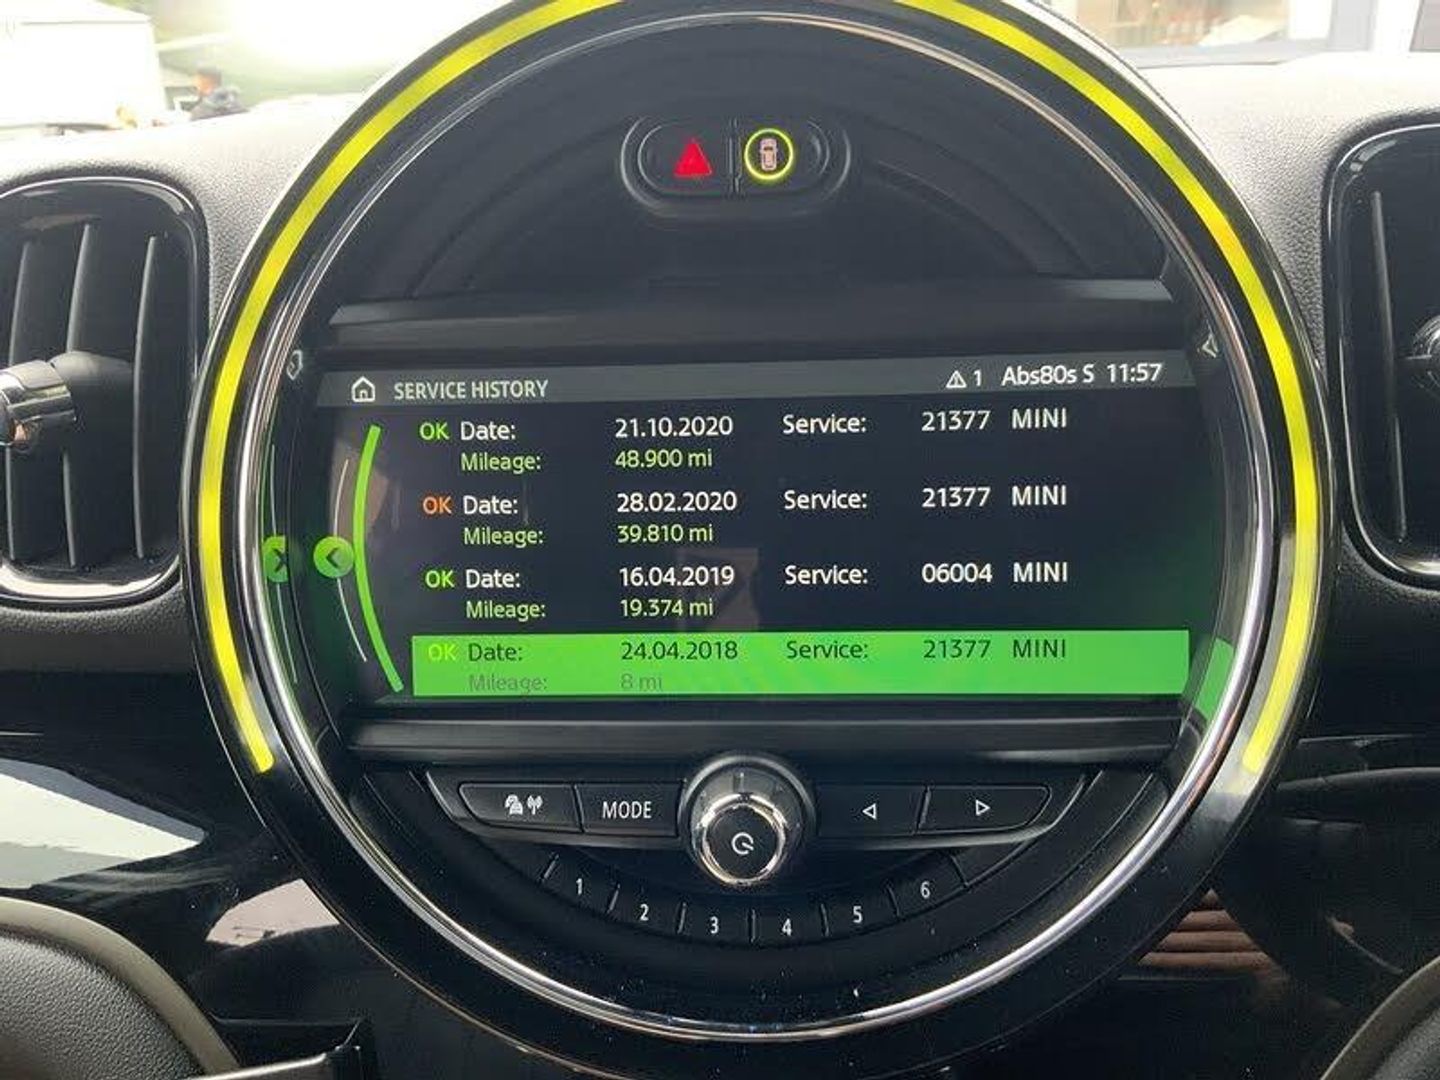 SERVICE HISTORY 1 Abs80s S 11:57
OK Date: 21.10.2020 Service: 21377 MINI
Mileage: 48.900 mi
OK Date: 28.02.2020 Service: 21377 MINI
Mileage: 39.810 mi
OK Date: 16.04.2019 Service: 06004 MINI
Mileage: 19.374 mi
OK Date: 24.04.2018 Service: 21377 MINI
Mileage: 8 mi
MODE
1 2 3 4 5 6